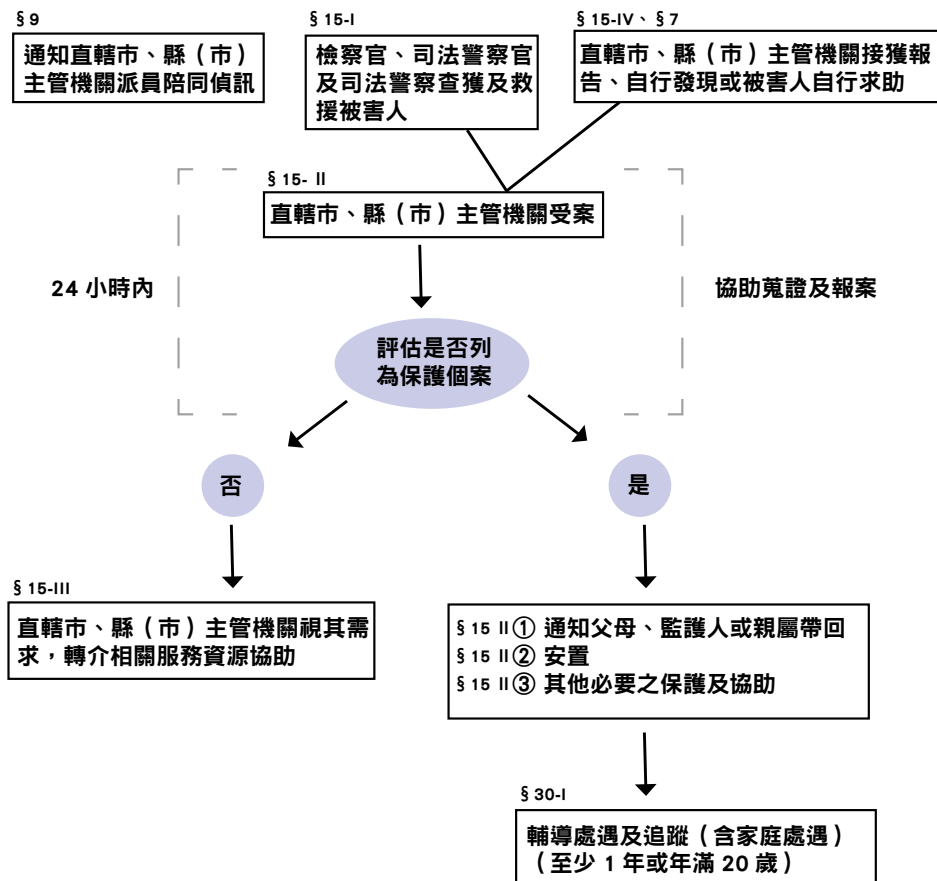 § 9
通知直轄市、縣（市）
主管機關派員陪同偵訊
§ 15-I
檢察官、司法警察官
及司法警察查獲及救
援被害人
§ 15-IV、§ 7
直轄市、縣（市）主管機關接獲報
告、自行發現或被害人自行求助
§ 15- II
直轄市、縣（市）主管機關受案
24 小時內
協助蒐證及報案
評估是否列
為保護個案
否
是
§ 15-III
直轄市、縣（市）主管機關視其需
求，轉介相關服務資源協助
§ 15 II① 通知父母、監護人或親屬帶回
§ 15 II② 安置
§ 15 II③ 其他必要之保護及協助
§ 30-I
輔導處遇及追蹤（含家庭處遇）
（至少 1 年或年滿 20 歲）